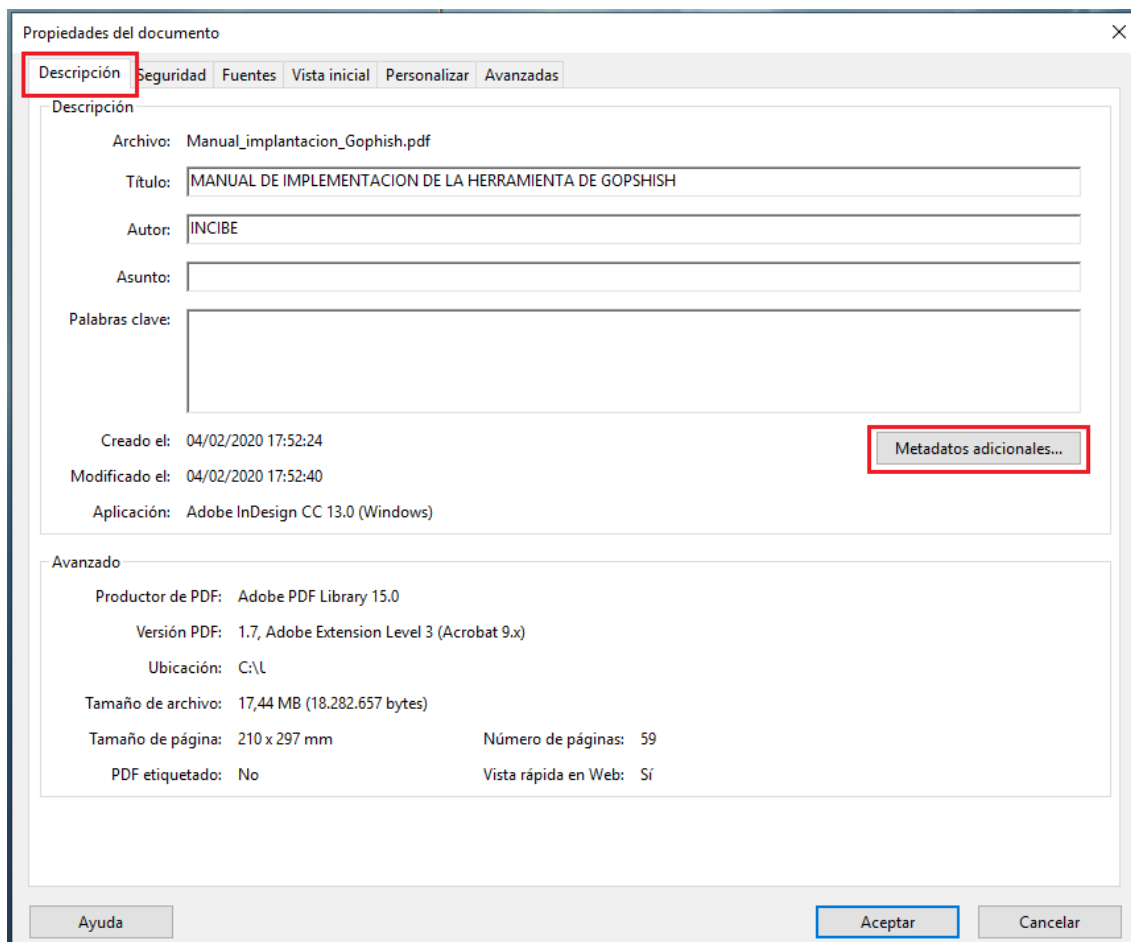 Propiedades del documento
Descripción Seguridad Fuentes Vista inicial Personalizar Avanzadas
Descripción
Archivo: Manual_implantacion_Gophish.pdf
Título: MANUAL DE IMPLEMENTACION DE LA HERRAMIENTA DE GOPSHISH
Autor: INCIBE
Asunto:
Palabras clave:
Creado el: 04/02/2020 17:52:24
Metadatos adicionales...
Modificado el: 04/02/2020 17:52:40
Aplicación: Adobe InDesign CC 13.0 (Windows)
Avanzado
Productor de PDF: Adobe PDF Library 15.0
Versión PDF: 1.7, Adobe Extension Level 3 (Acrobat 9.x)
Ubicación: C:\
Tamaño de archivo: 17,44 MB (18.282.657 bytes)
Tamaño de página: 210 x 297 mm Número de páginas: 59
PDF etiquetado: No Vista rápida en Web: Sí
Ayuda Aceptar Cancelar